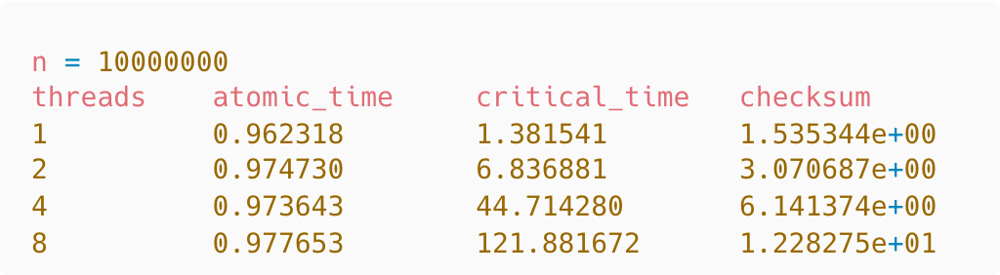 n = 10000000
threads    atomic_time     critical_time   checksum
1          0.962318        1.381541        1.535344e+00
2          0.974730        6.836881        3.070687e+00
4          0.973643        44.714280       6.141374e+00
8          0.977653        121.881672      1.228275e+01